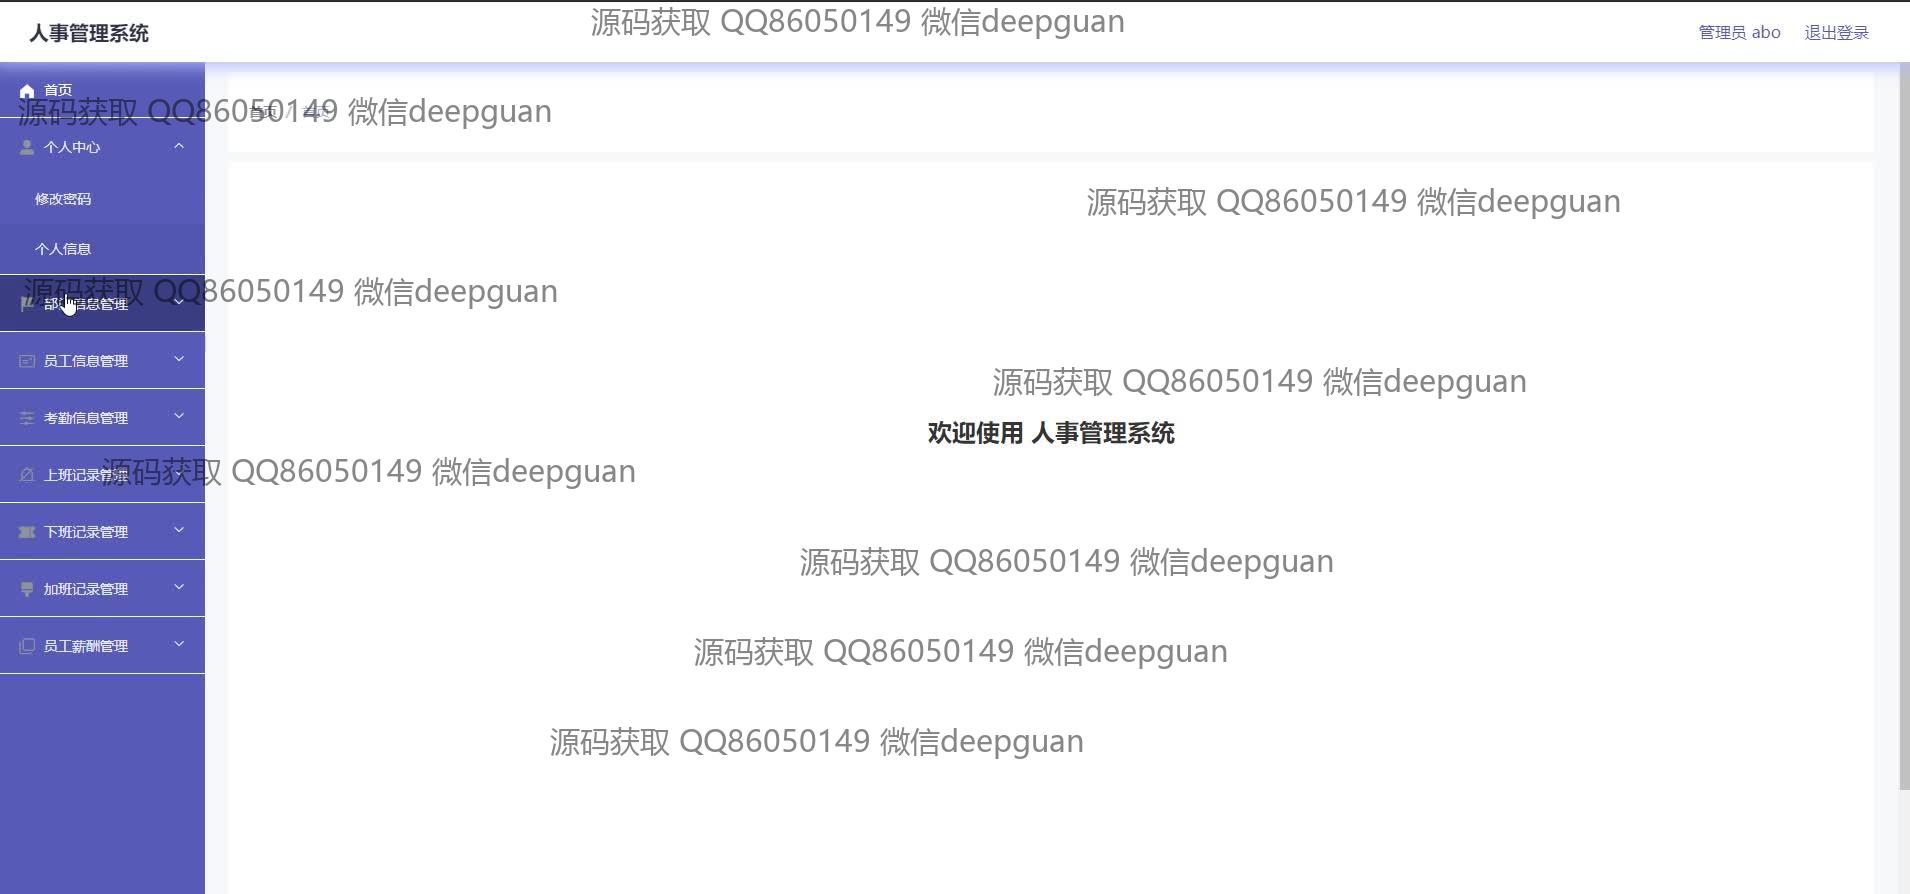 人事管理系统
源码获取 QQ86050149 微信deepguan
管理员 abo
退出登录
首页
源码获取 QQ86050149 微信deepguan
首页 / 首页
个人中心
修改密码
源码获取 QQ86050149 微信deepguan
个人信息
源码获取 QQ86050149 微信deepguan
部门信息管理
员工信息管理
源码获取 QQ86050149 微信deepguan
考勤信息管理
欢迎使用 人事管理系统
上班记录管理
源码获取 QQ86050149 微信deepguan
下班记录管理
源码获取 QQ86050149 微信deepguan
加班记录管理
员工薪酬管理
源码获取 QQ86050149 微信deepguan
源码获取 QQ86050149 微信deepguan